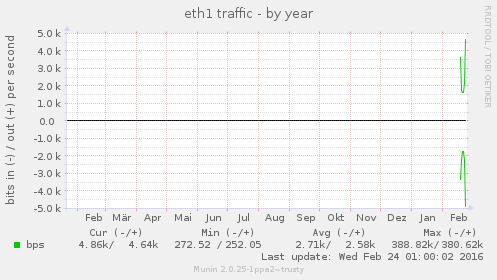 eth1 traffic - by year
RRDTOOL / TOBI OETIKER
bits in (-) / out (+) per second
5.0 k
4.0 k
3.0 k
2.0 k
1.0 k
0.0
-1.0 k
-2.0 k
-3.0 k
-4.0 k
-5.0 k
Feb Mär Apr Mai Jun Jul Aug Sep Okt Nov Dez Jan Feb
Cur (-/+) Min (-/+) Avg (-/+) Max (-/+)
bps 4.86k/ 4.64k 272.52 / 252.05 2.71k/ 2.58k 388.82k/380.62k
Last update: Wed Feb 24 01:00:02 2016
Munin 2.0.25-1ppa2~trusty